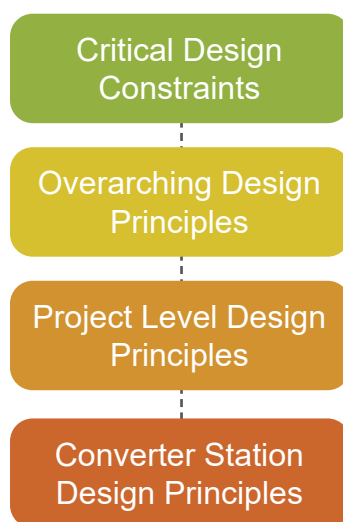 Critical Design
Constraints
Overarching Design
Principles
Project Level Design
Principles
Converter Station
Design Principles